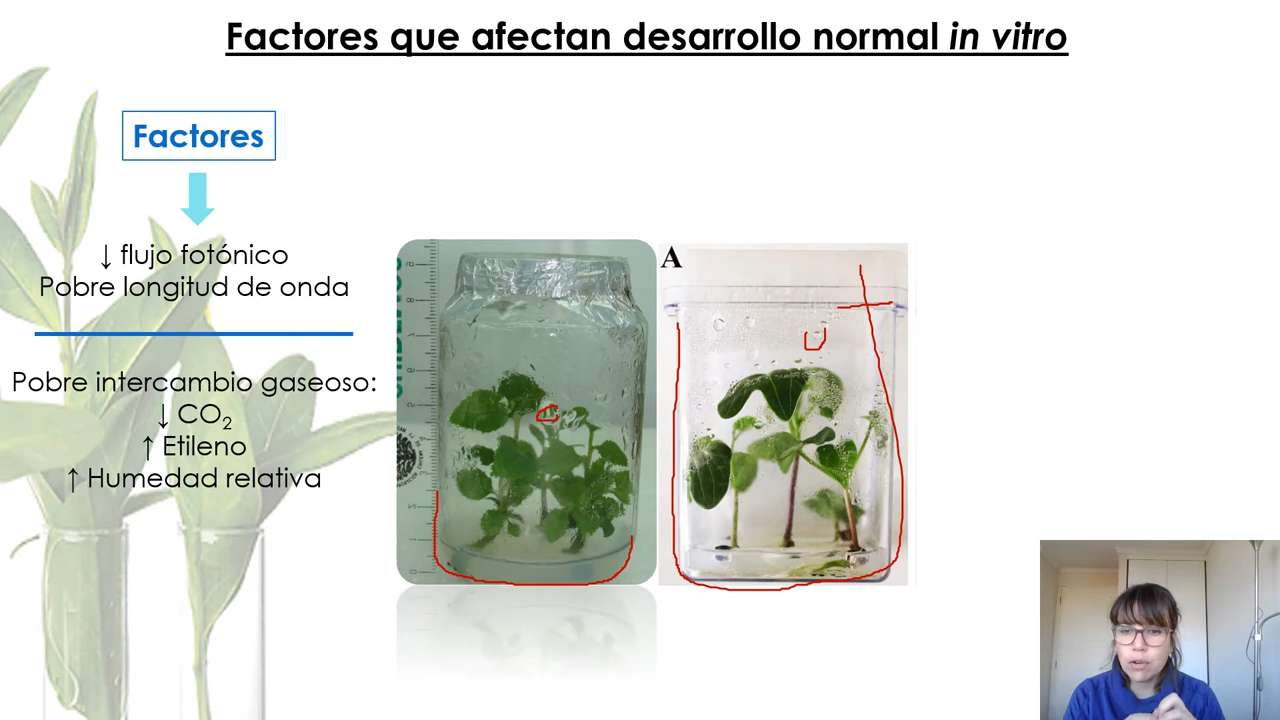 Factores que afectan desarrollo normal in vitro
Factores
↓ flujo fotónico
Pobre longitud de onda
Pobre intercambio gaseoso:
↓ CO₂
↑ Etileno
↑ Humedad relativa
A